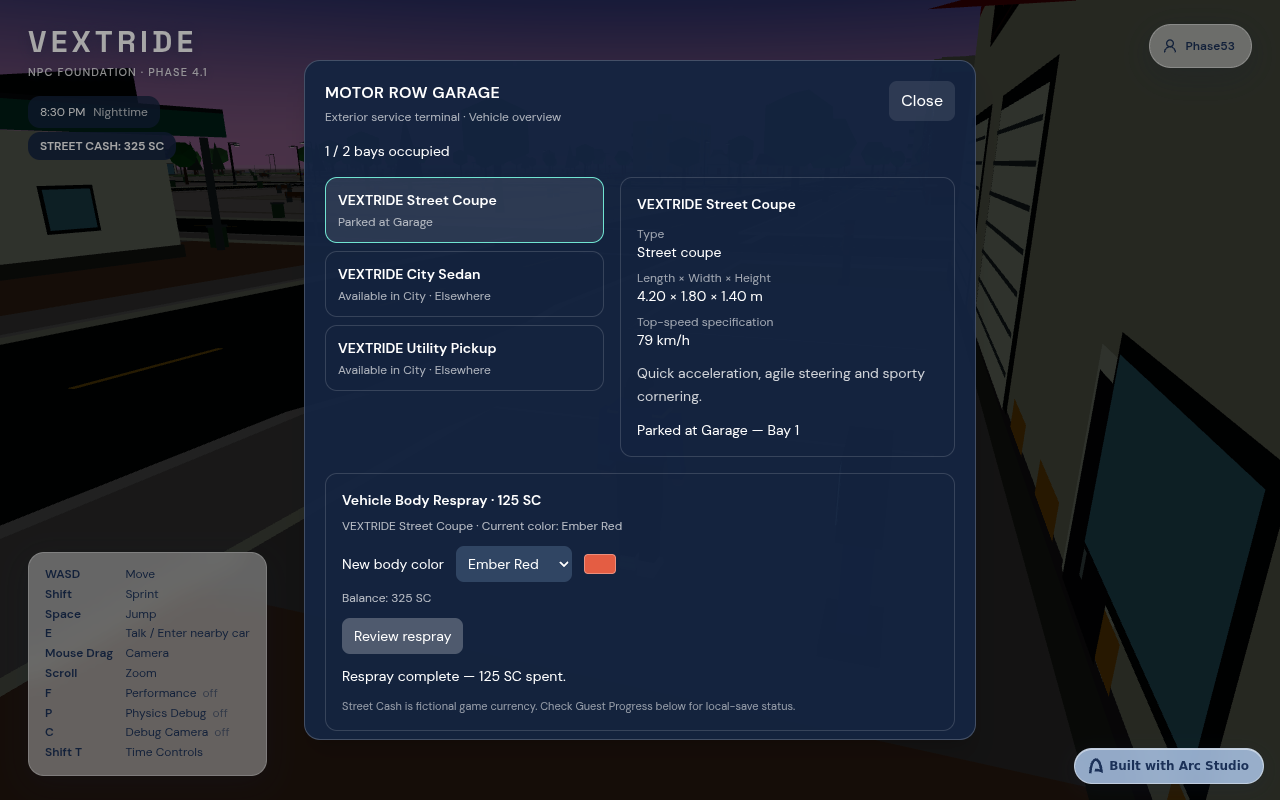 VEXTRIDE
NPC FOUNDATION · PHASE 4.1
8:30 PM Nighttime
STREET CASH: 325 SC
Phase53
MOTOR ROW GARAGE
Exterior service terminal · Vehicle overview
Close
1 / 2 bays occupied
VEXTRIDE Street Coupe
Parked at Garage
VEXTRIDE City Sedan
Available in City · Elsewhere
VEXTRIDE Utility Pickup
Available in City · Elsewhere
VEXTRIDE Street Coupe
Type
Street coupe
Length × Width × Height
4.20 × 1.80 × 1.40 m
Top-speed specification
79 km/h
Quick acceleration, agile steering and sporty
cornering.
Parked at Garage — Bay 1
Vehicle Body Respray · 125 SC
VEXTRIDE Street Coupe · Current color: Ember Red
New body color Ember Red
Balance: 325 SC
Review respray
Respray complete — 125 SC spent.
Street Cash is fictional game currency. Check Guest Progress below for local-save status.
WASD Move
Shift Sprint
Space Jump
E Talk / Enter nearby car
Mouse Drag Camera
Scroll Zoom
F Performance off
P Physics Debug off
C Debug Camera off
Shift T Time Controls
Built with Arc Studio